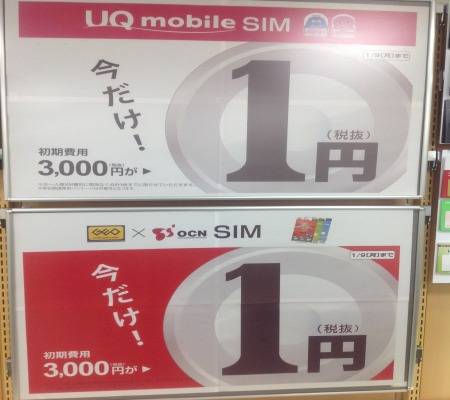 UQ mobile SIM
1/9[月]まで
今だけ!
1円
(税抜)
初期費用
3,000円が ▶
(税抜)
GEO × OCN SIM
1/9[月]まで
今だけ!
1円
(税抜)
初期費用
3,000円が ▶
(税抜)